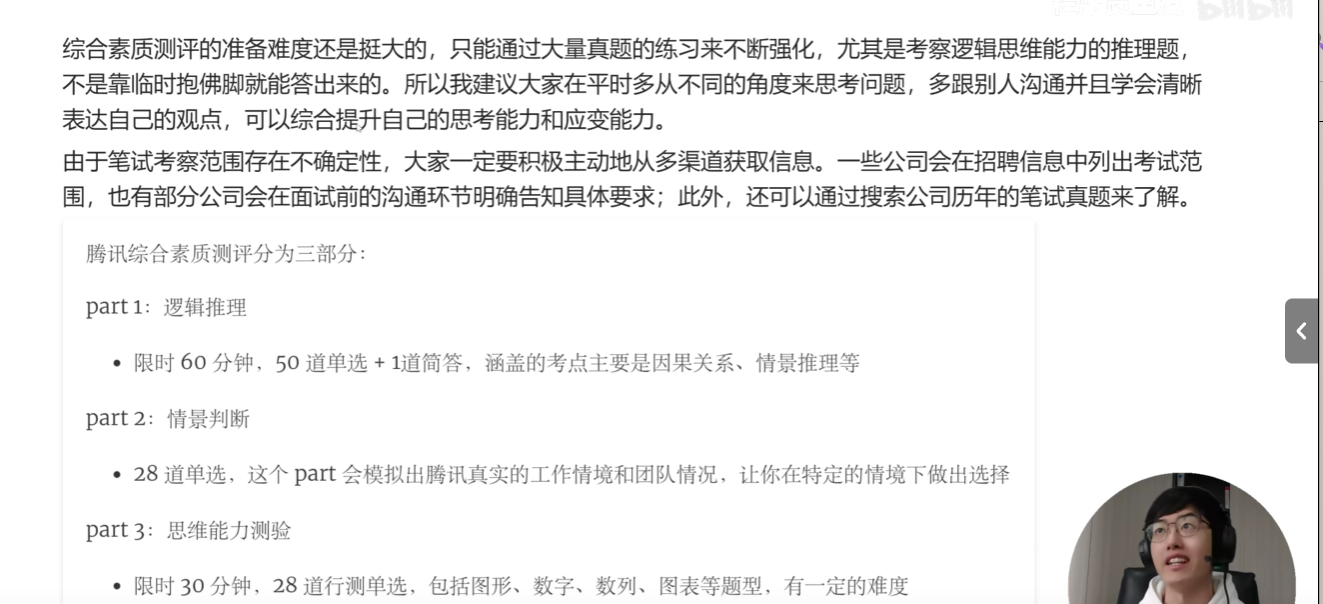 综合素质测评的准备难度还是挺大的，只能通过大量真题的练习来不断强化，尤其是考察逻辑思维能力的推理题，
不是靠临时抱佛脚就能答出来的。所以我建议大家在平时多从不同的角度来思考问题，多跟别人沟通并且学会清晰
表达自己的观点，可以综合提升自己的思考能力和应变能力。
由于笔试考察范围存在不确定性，大家一定要积极主动地从多渠道获取信息。一些公司会在招聘信息中列出考试范
围，也有部分公司会在面试前的沟通环节明确告知具体要求；此外，还可以通过搜索公司历年的笔试真题来了解。
腾讯综合素质测评分为三部分：
part 1：逻辑推理
• 限时 60 分钟，50 道单选 + 1道简答，涵盖的考点主要是因果关系、情景推理等
part 2：情景判断
• 28 道单选，这个 part 会模拟出腾讯真实的工作情境和团队情况，让你在特定的情境下做出选择
part 3：思维能力测验
• 限时 30 分钟，28 道行测单选，包括图形、数字、数列、图表等题型，有一定的难度